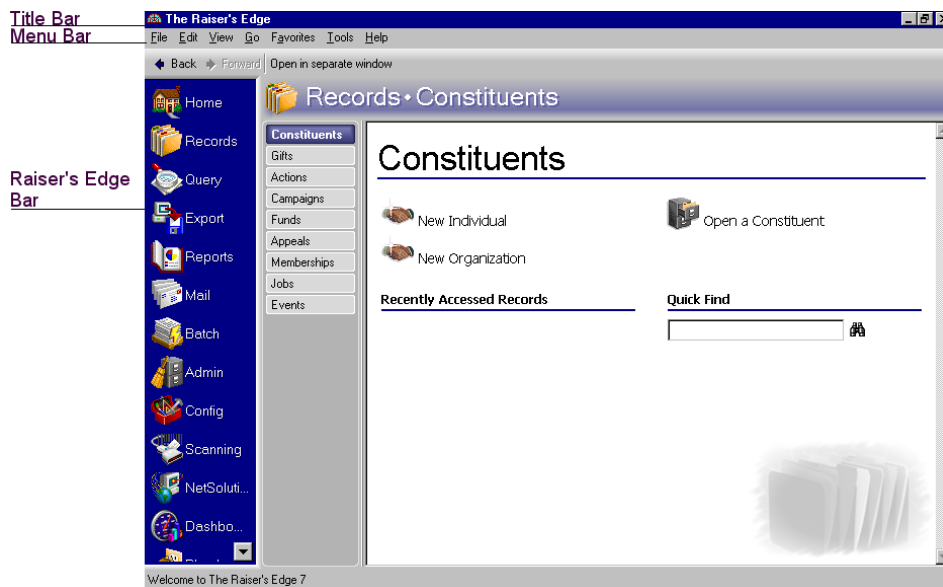 Title Bar
Menu Bar
Raiser's Edge
Bar
The Raiser's Edge
File Edit View Go Favorites Tools Help
Back Forward Open in separate window
Home
Records
Query
Export
Reports
Mail
Batch
Admin
Config
Scanning
NetSoluti...
Dashbo...
Records • Constituents
Constituents
Gifts
Actions
Campaigns
Funds
Appeals
Memberships
Jobs
Events
Constituents
New Individual
Open a Constituent
New Organization
Recently Accessed Records
Quick Find
Welcome to The Raiser's Edge 7